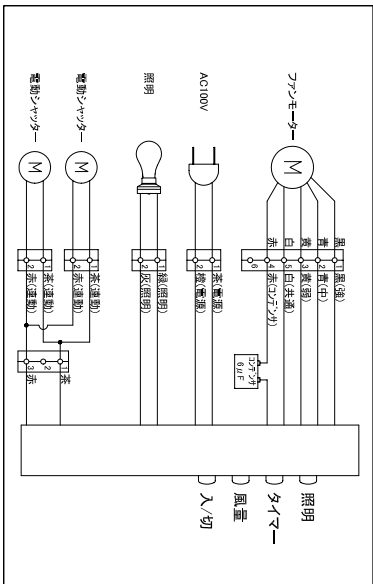 ファンモーター
M
黒
青
黄
白
赤
1 黒(強)
2 青(中)
3 黄(弱)
5 白(共通)
4 赤(コンデンサ)
6
コンデンサ
6μF
AC100V
1 茶(電源)
2 橙(電源)
照明
1 緑(照明)
2 灰(照明)
電動シャッター
M
1 茶(連動)
2 赤(連動)
電動シャッター
M
1 茶(連動)
2 赤(連動)
1 茶
2
3 赤
照明
タイマー
風量
入/切